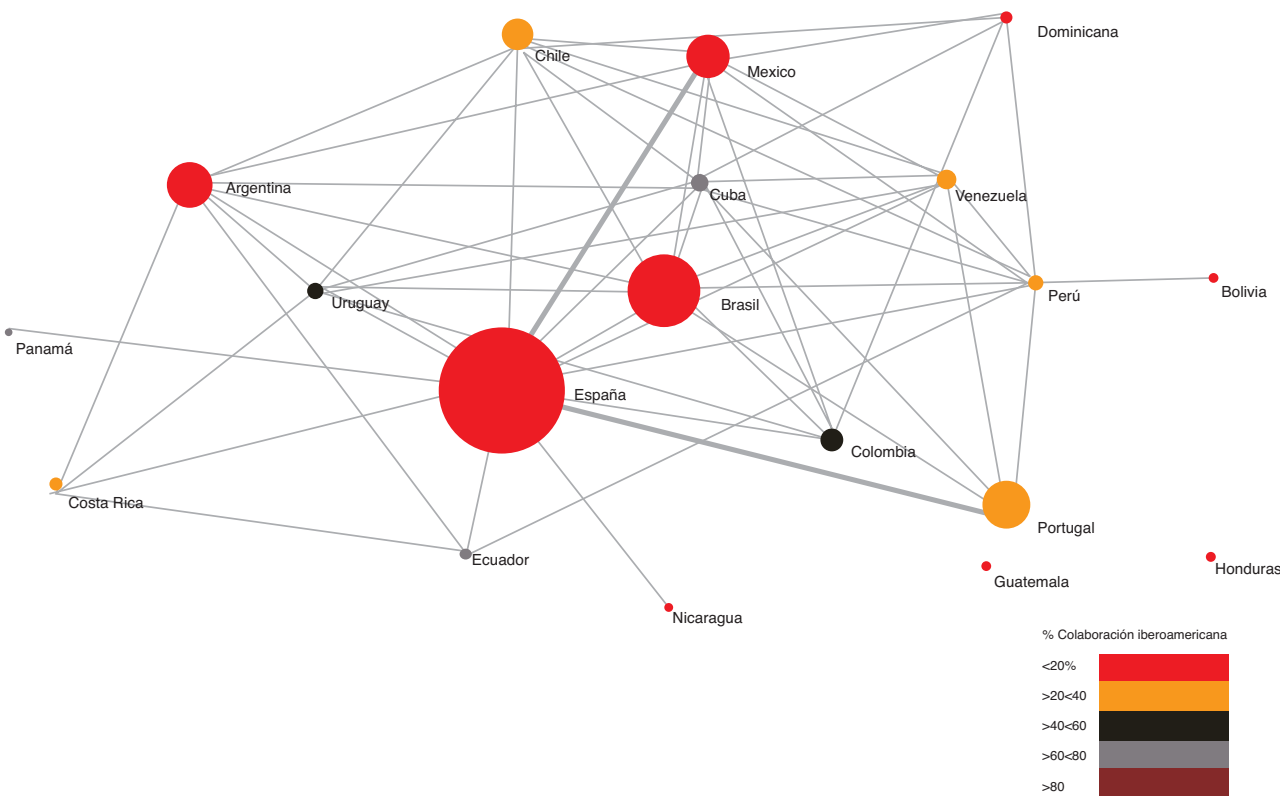 Dominicana
Chile
Mexico
Argentina
Cuba
Venezuela
Uruguay
Brasil
Perú
Bolivia
Panamá
España
Colombia
Costa Rica
Portugal
Ecuador
Guatemala
Honduras
Nicaragua
% Colaboración iberoamericana
<20%
>20<40
>40<60
>60<80
>80